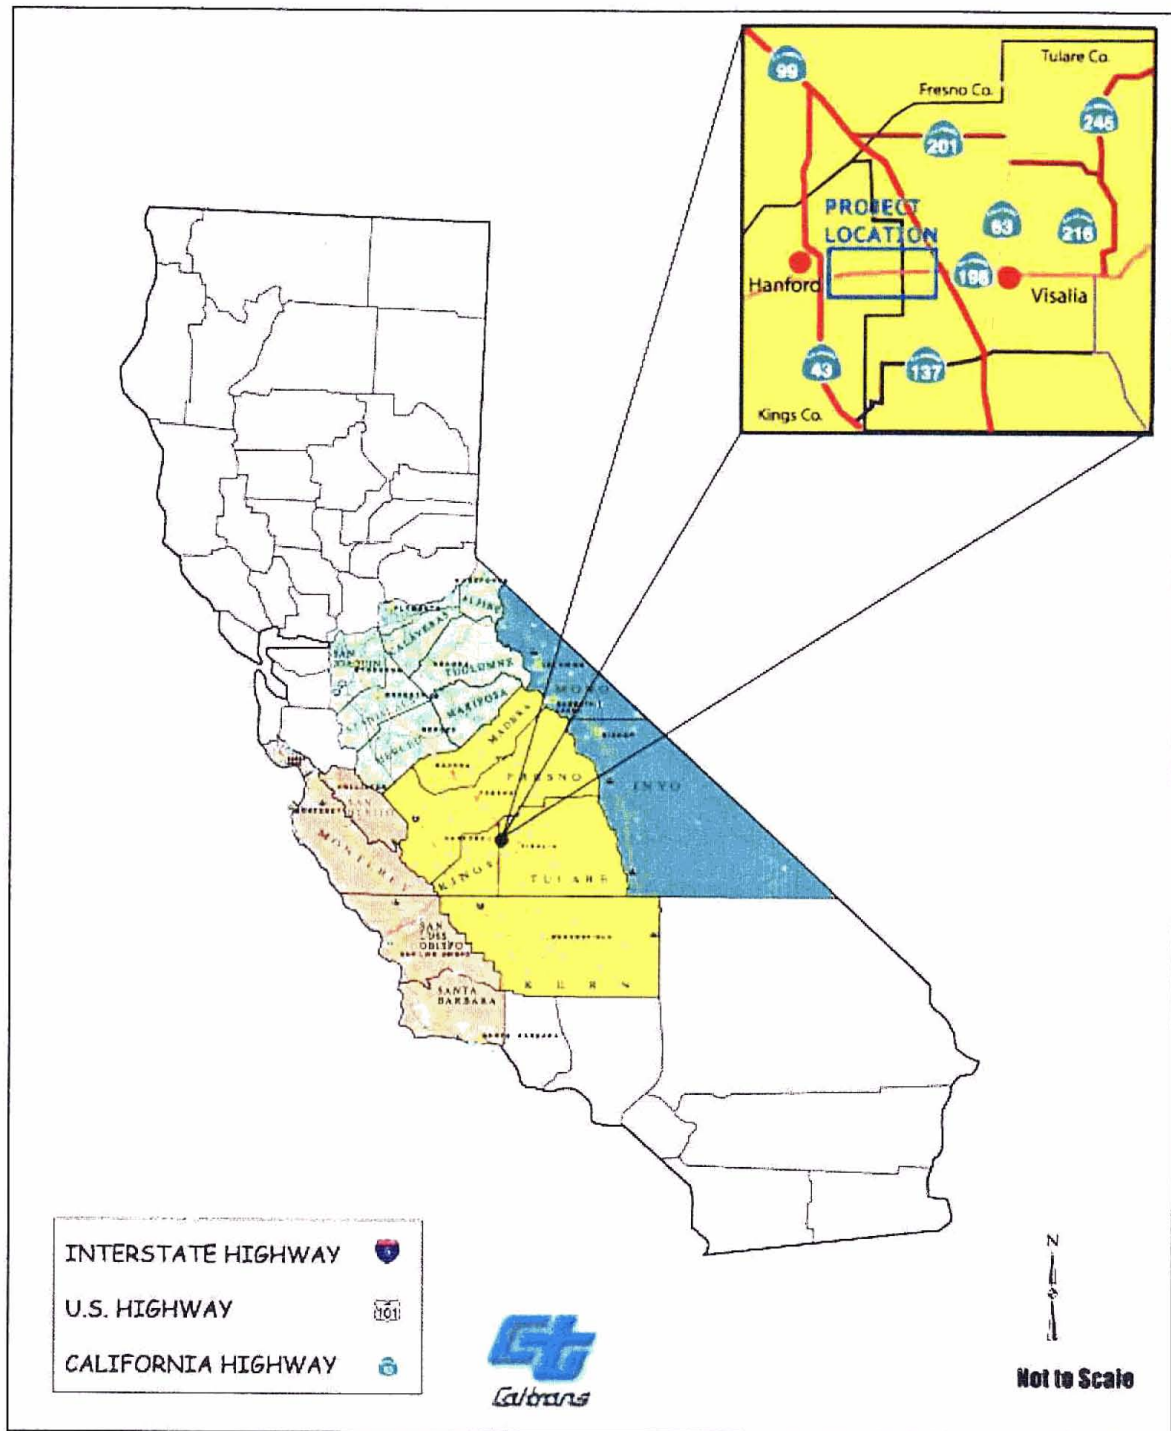 99
Tulare Co.
Fresno Co.
245
201
PROJECT
LOCATION
63
216
198
Hanford
Visalia
43
137
Kings Co.
ALPINE
CALAVERAS
SAN
JOAQUIN
TUOLUMNE
MONO
MARIPOSA
MADERA
MERCED
FRESNO
INYO
SAN
MONTEREY
KINGS
TULARE
SAN
LUIS
OBISPO
KERN
SANTA
BARBARA
INTERSTATE HIGHWAY 5
U.S. HIGHWAY 101
CALIFORNIA HIGHWAY
Caltrans
N
Not to Scale